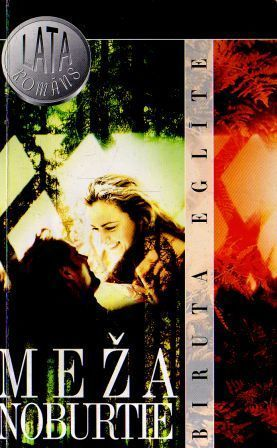 LATA
ROMĀNS
BIRUTA EGLĪTE
MEŽA
NOBURTIE